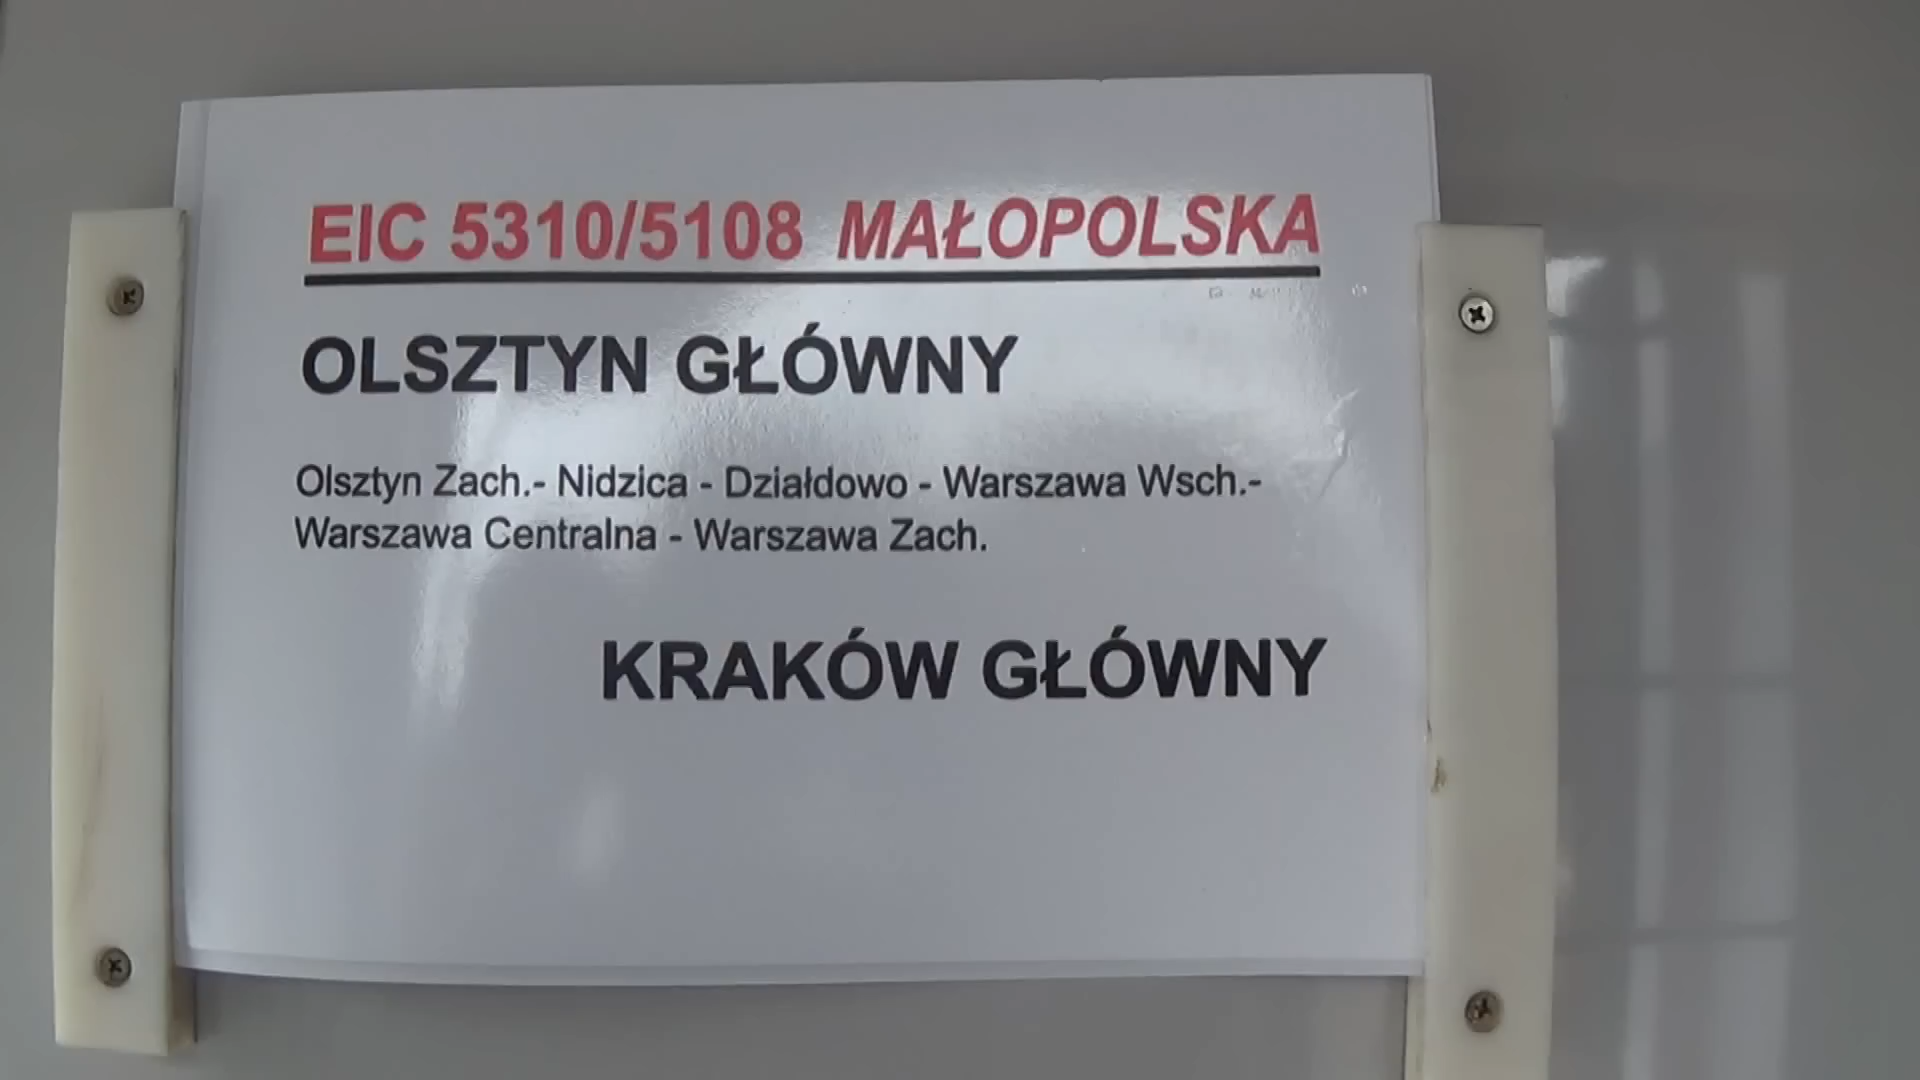 EIC 5310/5108 MAŁOPOLSKA
OLSZTYN GŁÓWNY
Olsztyn Zach.- Nidzica - Działdowo - Warszawa Wsch.-
Warszawa Centralna - Warszawa Zach.
KRAKÓW GŁÓWNY